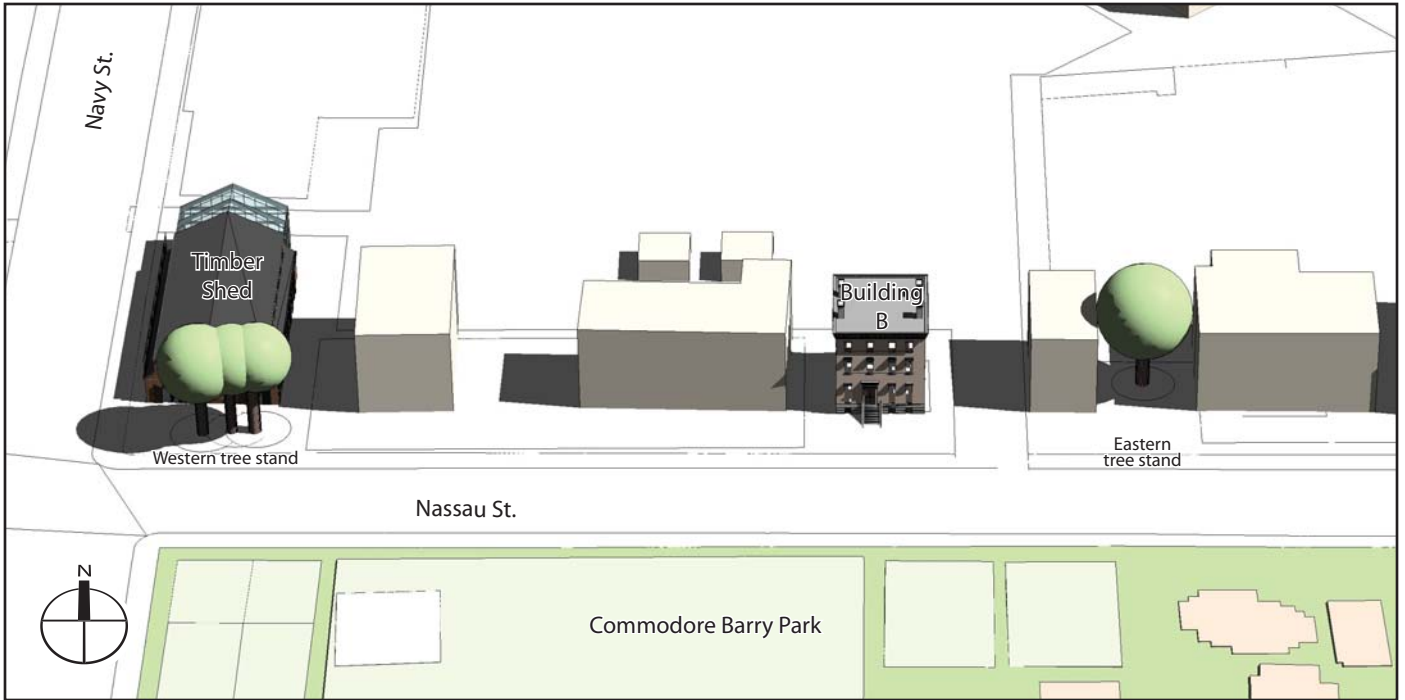 Navy St.
Timber
Shed
Building
B
Western tree stand
Eastern
tree stand
Nassau St.
N
Commodore Barry Park